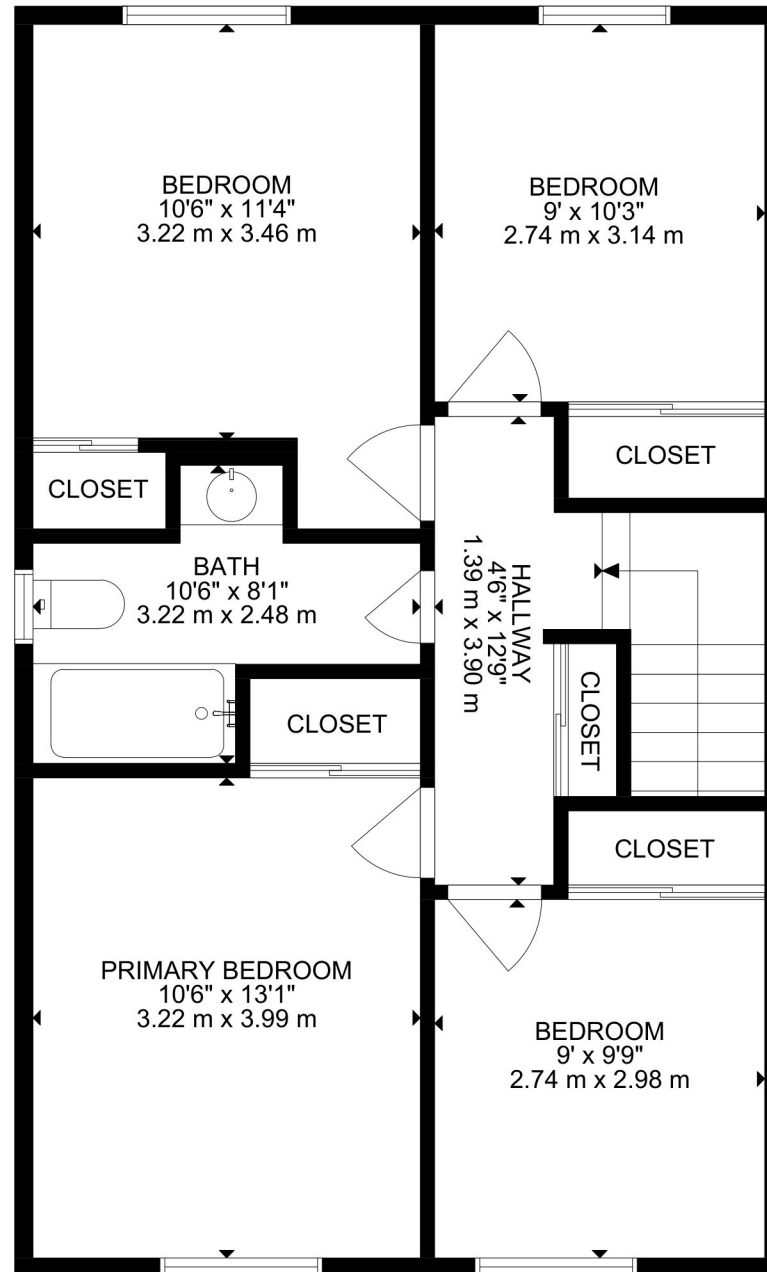 BEDROOM
10'6" x 11'4"
3.22 m x 3.46 m
BEDROOM
9' x 10'3"
2.74 m x 3.14 m
CLOSET
CLOSET
BATH
10'6" x 8'1"
3.22 m x 2.48 m
HALLWAY
4'6" x 12'9"
1.39 m x 3.90 m
CLOSET
CLOSET
CLOSET
PRIMARY BEDROOM
10'6" x 13'1"
3.22 m x 3.99 m
BEDROOM
9' x 9'9"
2.74 m x 2.98 m